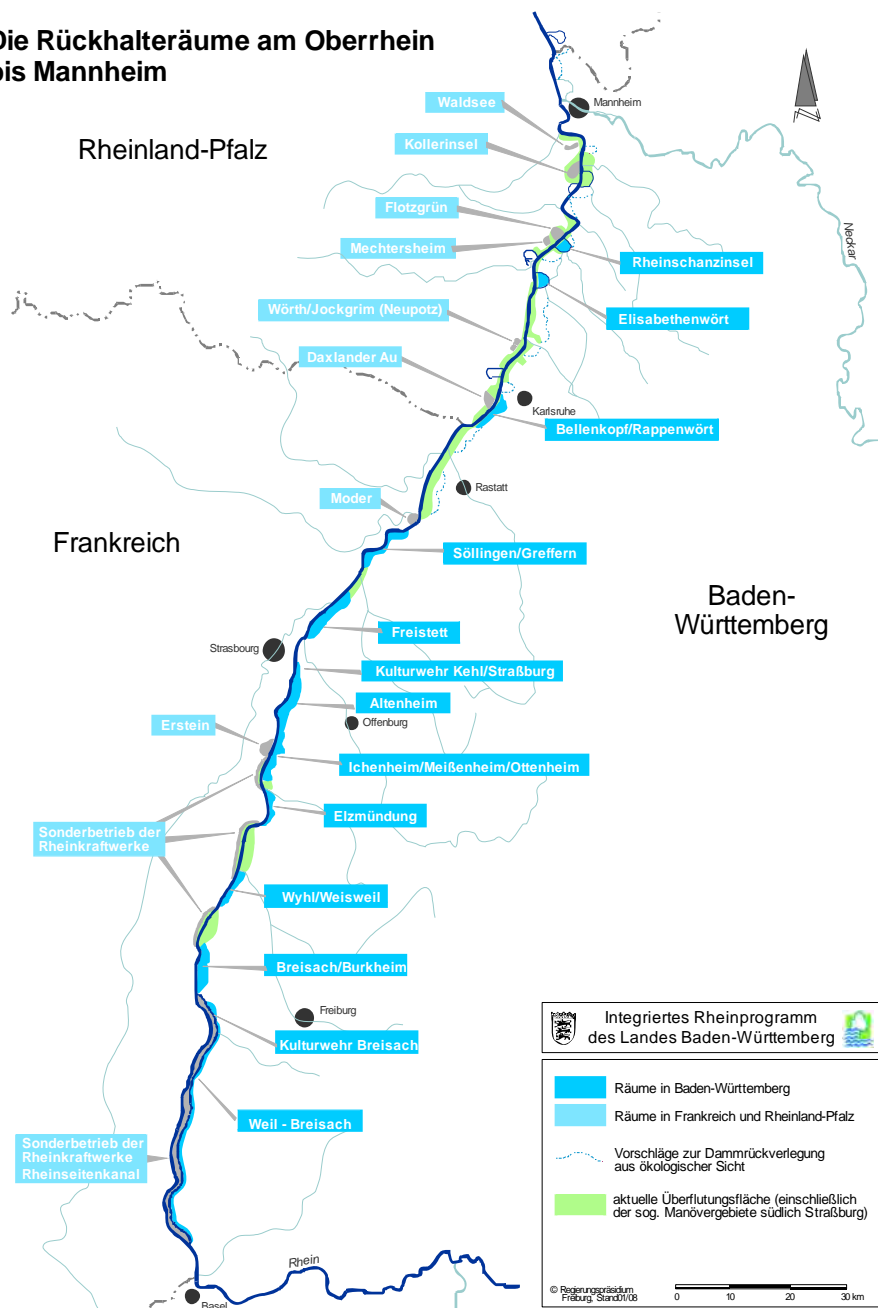 Die Rückhalteräume am Oberrhein
bis Mannheim
Rheinland-Pfalz
Waldsee
Mannheim
Kollerinsel
Flotzgrün
Mechtersheim
Neckar
Rheinschanzinsel
Wörth/Jockgrim (Neupotz)
Elisabethenwört
Daxlander Au
Karlsruhe
Bellenkopf/Rappenwört
Rastatt
Moder
Frankreich
Söllingen/Greffern
Baden-
Württemberg
Freistett
Strasbourg
Kulturwehr Kehl/Straßburg
Altenheim
Erstein
Offenburg
Ichenheim/Meißenheim/Ottenheim
Elzmündung
Sonderbetrieb der
Rheinkraftwerke
Wyhl/Weisweil
Breisach/Burkheim
Freiburg
Kulturwehr Breisach
Weil - Breisach
Sonderbetrieb der
Rheinkraftwerke
Rheinseitenkanal
Rhein
Basel
N
Integriertes Rheinprogramm
des Landes Baden-Württemberg
Räume in Baden-Württemberg
Räume in Frankreich und Rheinland-Pfalz
Vorschläge zur Dammrückverlegung
aus ökologischer Sicht
aktuelle Überflutungsfläche (einschließlich
der sog. Manövergebiete südlich Straßburg)
© Regierungspräsidium
Freiburg, Stand01/08
0 10 20 30 km